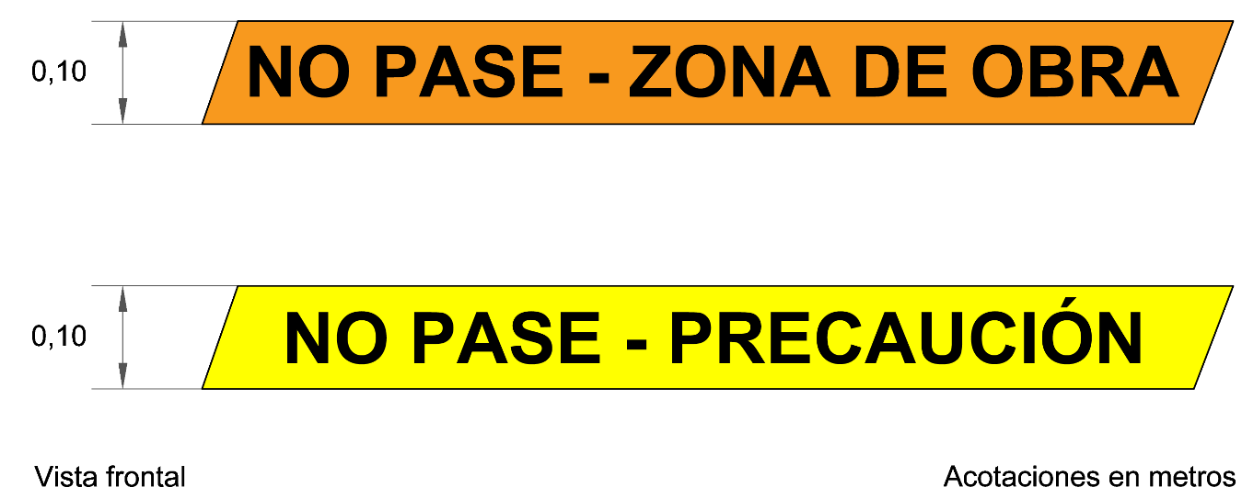 0,10
NO PASE - ZONA DE OBRA
0,10
NO PASE - PRECAUCIÓN
Vista frontal
Acotaciones en metros